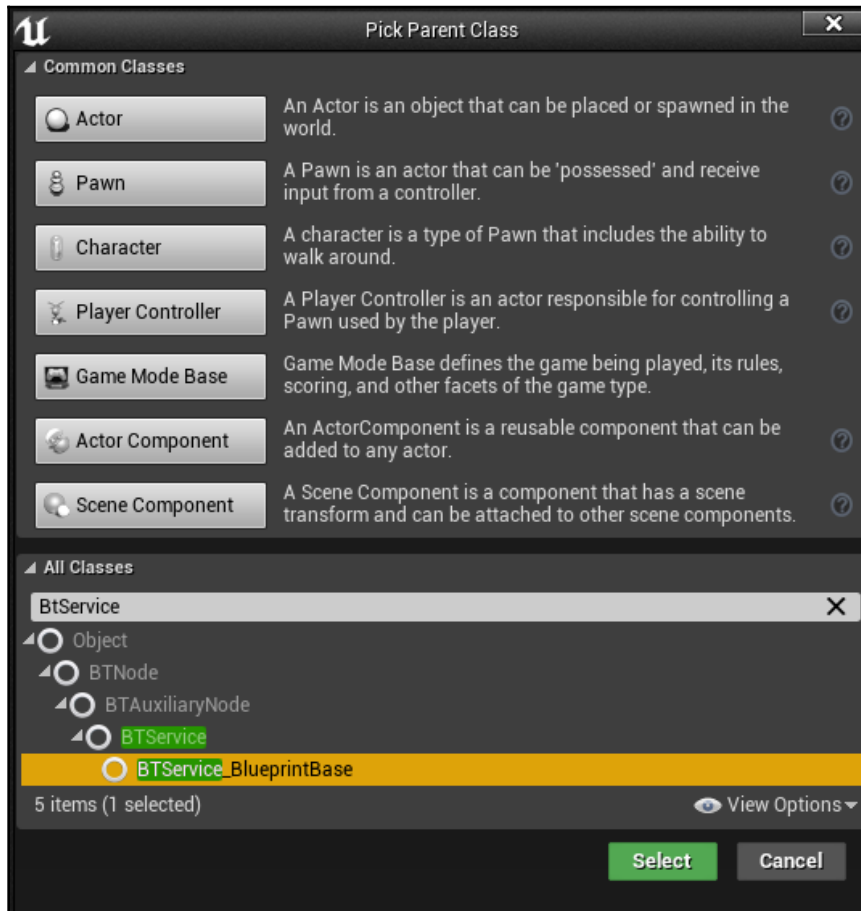 Pick Parent Class
Common Classes
Actor
An Actor is an object that can be placed or spawned in the
world.
Pawn
A Pawn is an actor that can be 'possessed' and receive
input from a controller.
Character
A character is a type of Pawn that includes the ability to
walk around.
Player Controller
A Player Controller is an actor responsible for controlling a
Pawn used by the player.
Game Mode Base
Game Mode Base defines the game being played, its rules,
scoring, and other facets of the game type.
Actor Component
An ActorComponent is a reusable component that can be
added to any actor.
Scene Component
A Scene Component is a component that has a scene
transform and can be attached to other scene components.
All Classes
BtService
Object
BTNode
BTAuxiliaryNode
BTService
BTService_BlueprintBase
5 items (1 selected)
View Options
Select
Cancel